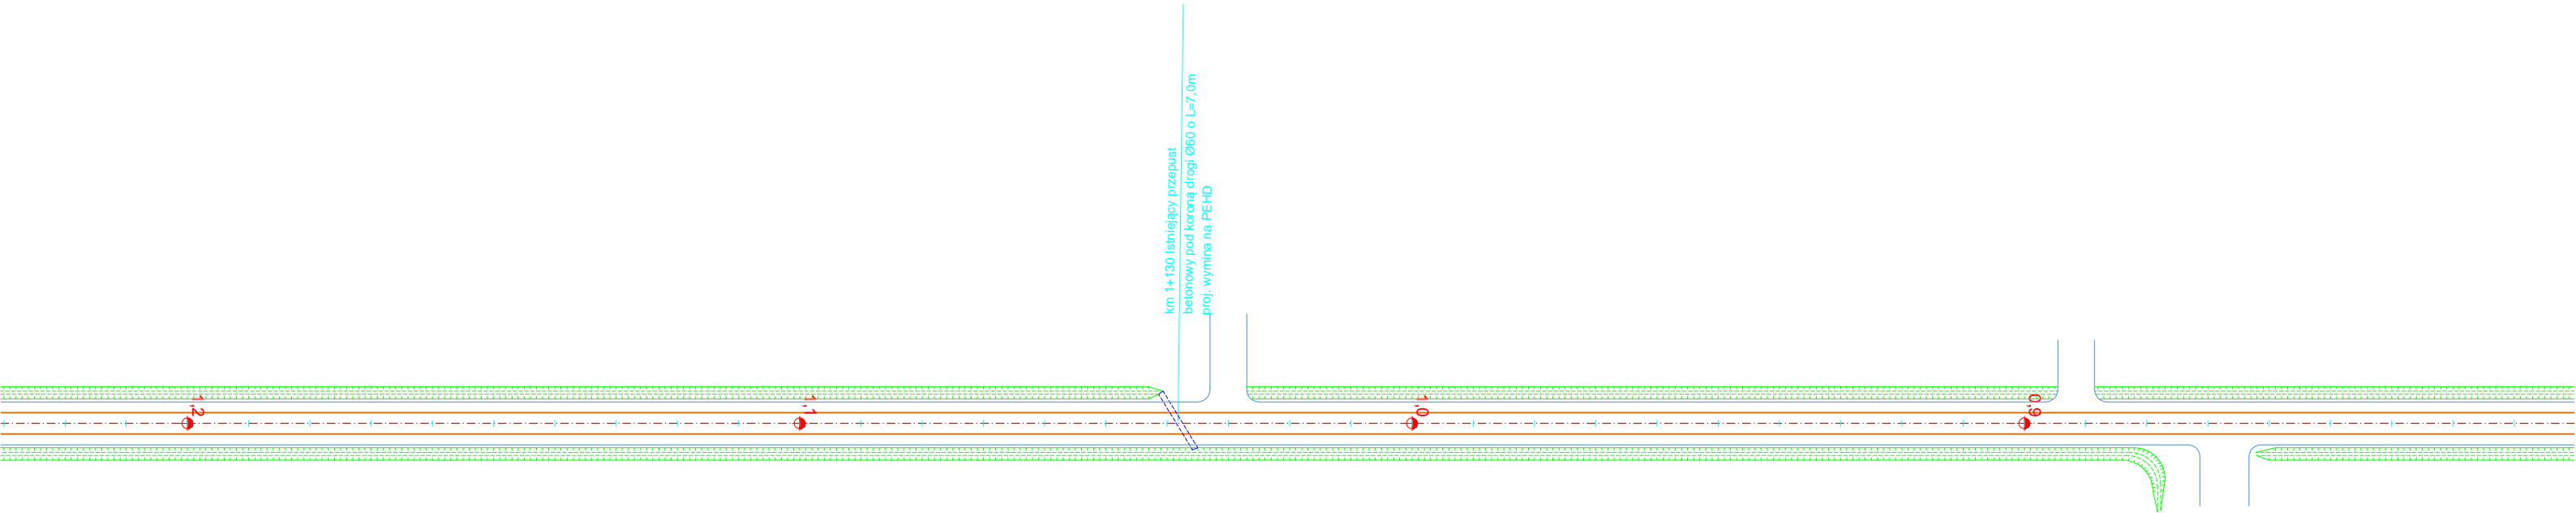 km 1+130 Istniejący przepust
betonowy pod koroną drogi Ø60 o L=7,0m
proj. wymina na PEHD
1,2
1,1
1,0
0,9